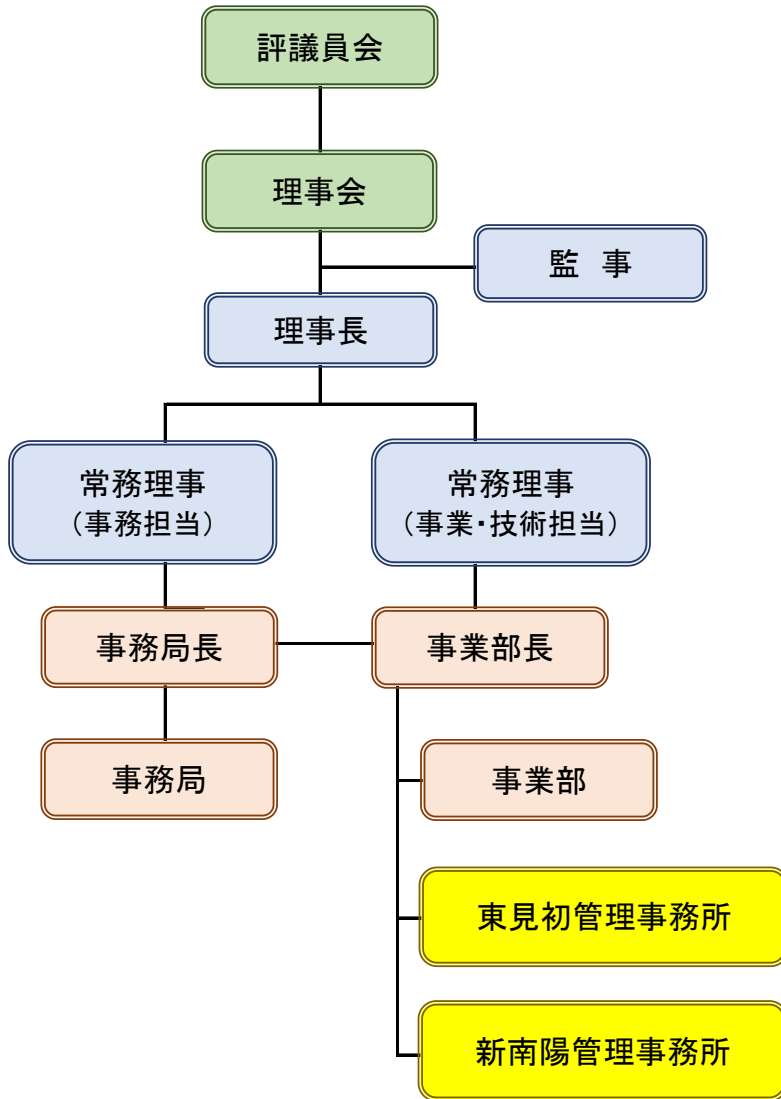 評議員会
理事会
監　事
理事長
常務理事
（事務担当）
常務理事
（事業・技術担当）
事務局長
事業部長
事務局
事業部
東見初管理事務所
新南陽管理事務所